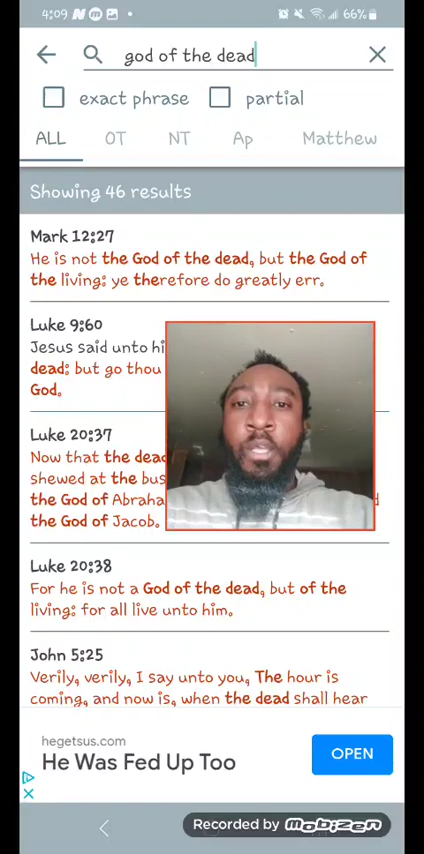 4:09 N m 66%
god of the dead
exact phrase partial
ALL OT NT Ap Matthew
Showing 46 results
Mark 12:27
He is not the God of the dead, but the God of
the living: ye therefore do greatly err.
Luke 9:60
Jesus said unto hi
dead: but go thou
God.
Luke 20:37
Now that the dead
shewed at the bus
the God of Abraha d
the God of Jacob.
Luke 20:38
For he is not a God of the dead, but of the
living: for all live unto him.
John 5:25
Verily, verily, I say unto you, The hour is
coming, and now is, when the dead shall hear
hegetsus.com
He Was Fed Up Too
OPEN
Recorded by mobizen